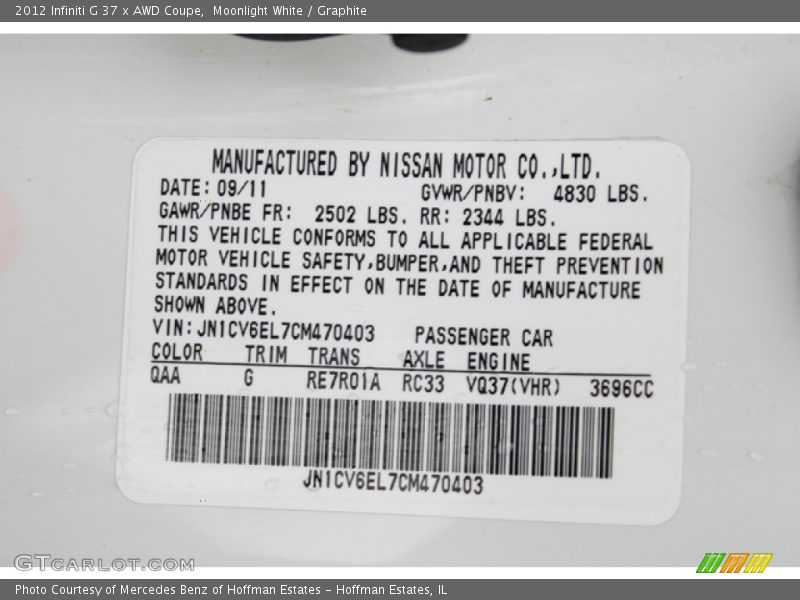 2012 Infiniti G 37 x AWD Coupe,  Moonlight White / Graphite
MANUFACTURED BY NISSAN MOTOR CO.,LTD.
DATE: 09/11 GVWR/PNBV: 4830 LBS.
GAWR/PNBE FR: 2502 LBS. RR: 2344 LBS.
THIS VEHICLE CONFORMS TO ALL APPLICABLE FEDERAL
MOTOR VEHICLE SAFETY,BUMPER,AND THEFT PREVENTION
STANDARDS IN EFFECT ON THE DATE OF MANUFACTURE
SHOWN ABOVE.
VIN: JN1CV6EL7CM470403 PASSENGER CAR
COLOR TRIM TRANS AXLE ENGINE
QAA G RE7R01A RC33 VQ37(VHR) 3696CC
JN1CV6EL7CM470403
GTCARLOT.COM
Photo Courtesy of Mercedes Benz of Hoffman Estates - Hoffman Estates, IL